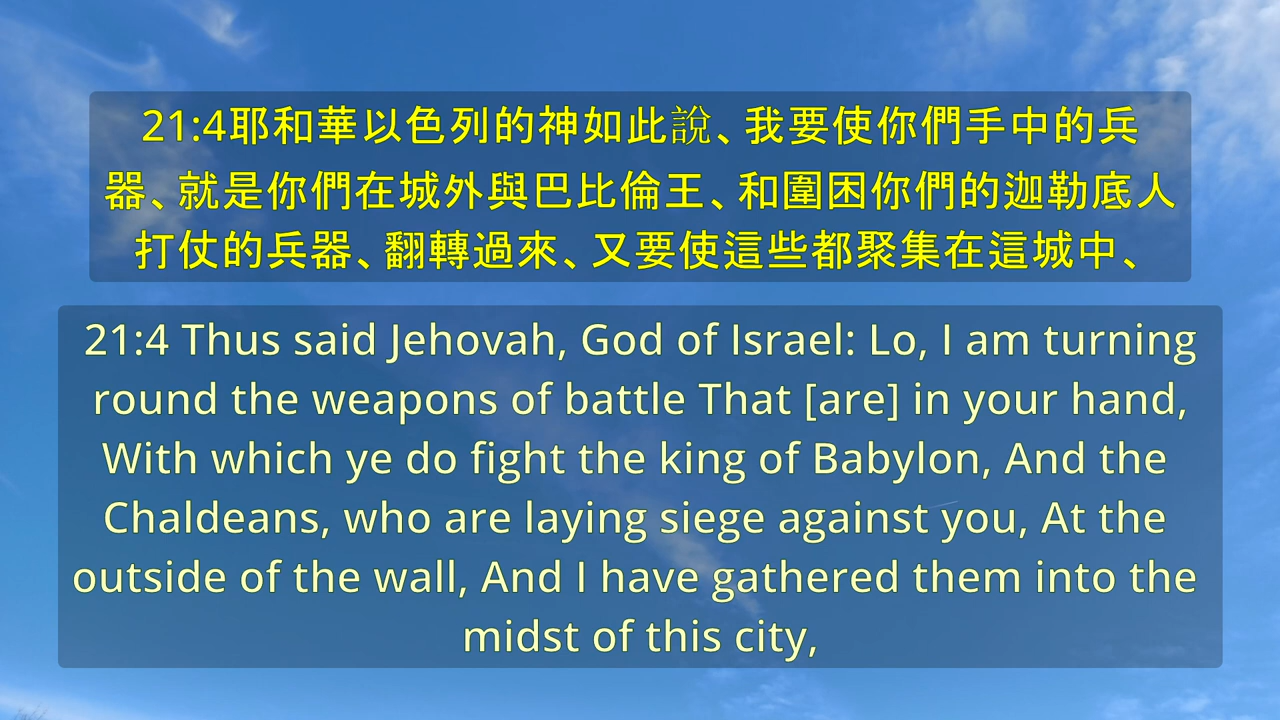 21:4耶和華以色列的神如此說、我要使你們手中的兵
器、就是你們在城外與巴比倫王、和圍困你們的迦勒底人
打仗的兵器、翻轉過來、又要使這些都聚集在這城中、
21:4 Thus said Jehovah, God of Israel: Lo, I am turning
round the weapons of battle That [are] in your hand,
With which ye do fight the king of Babylon, And the
Chaldeans, who are laying siege against you, At the
outside of the wall, And I have gathered them into the
midst of this city,